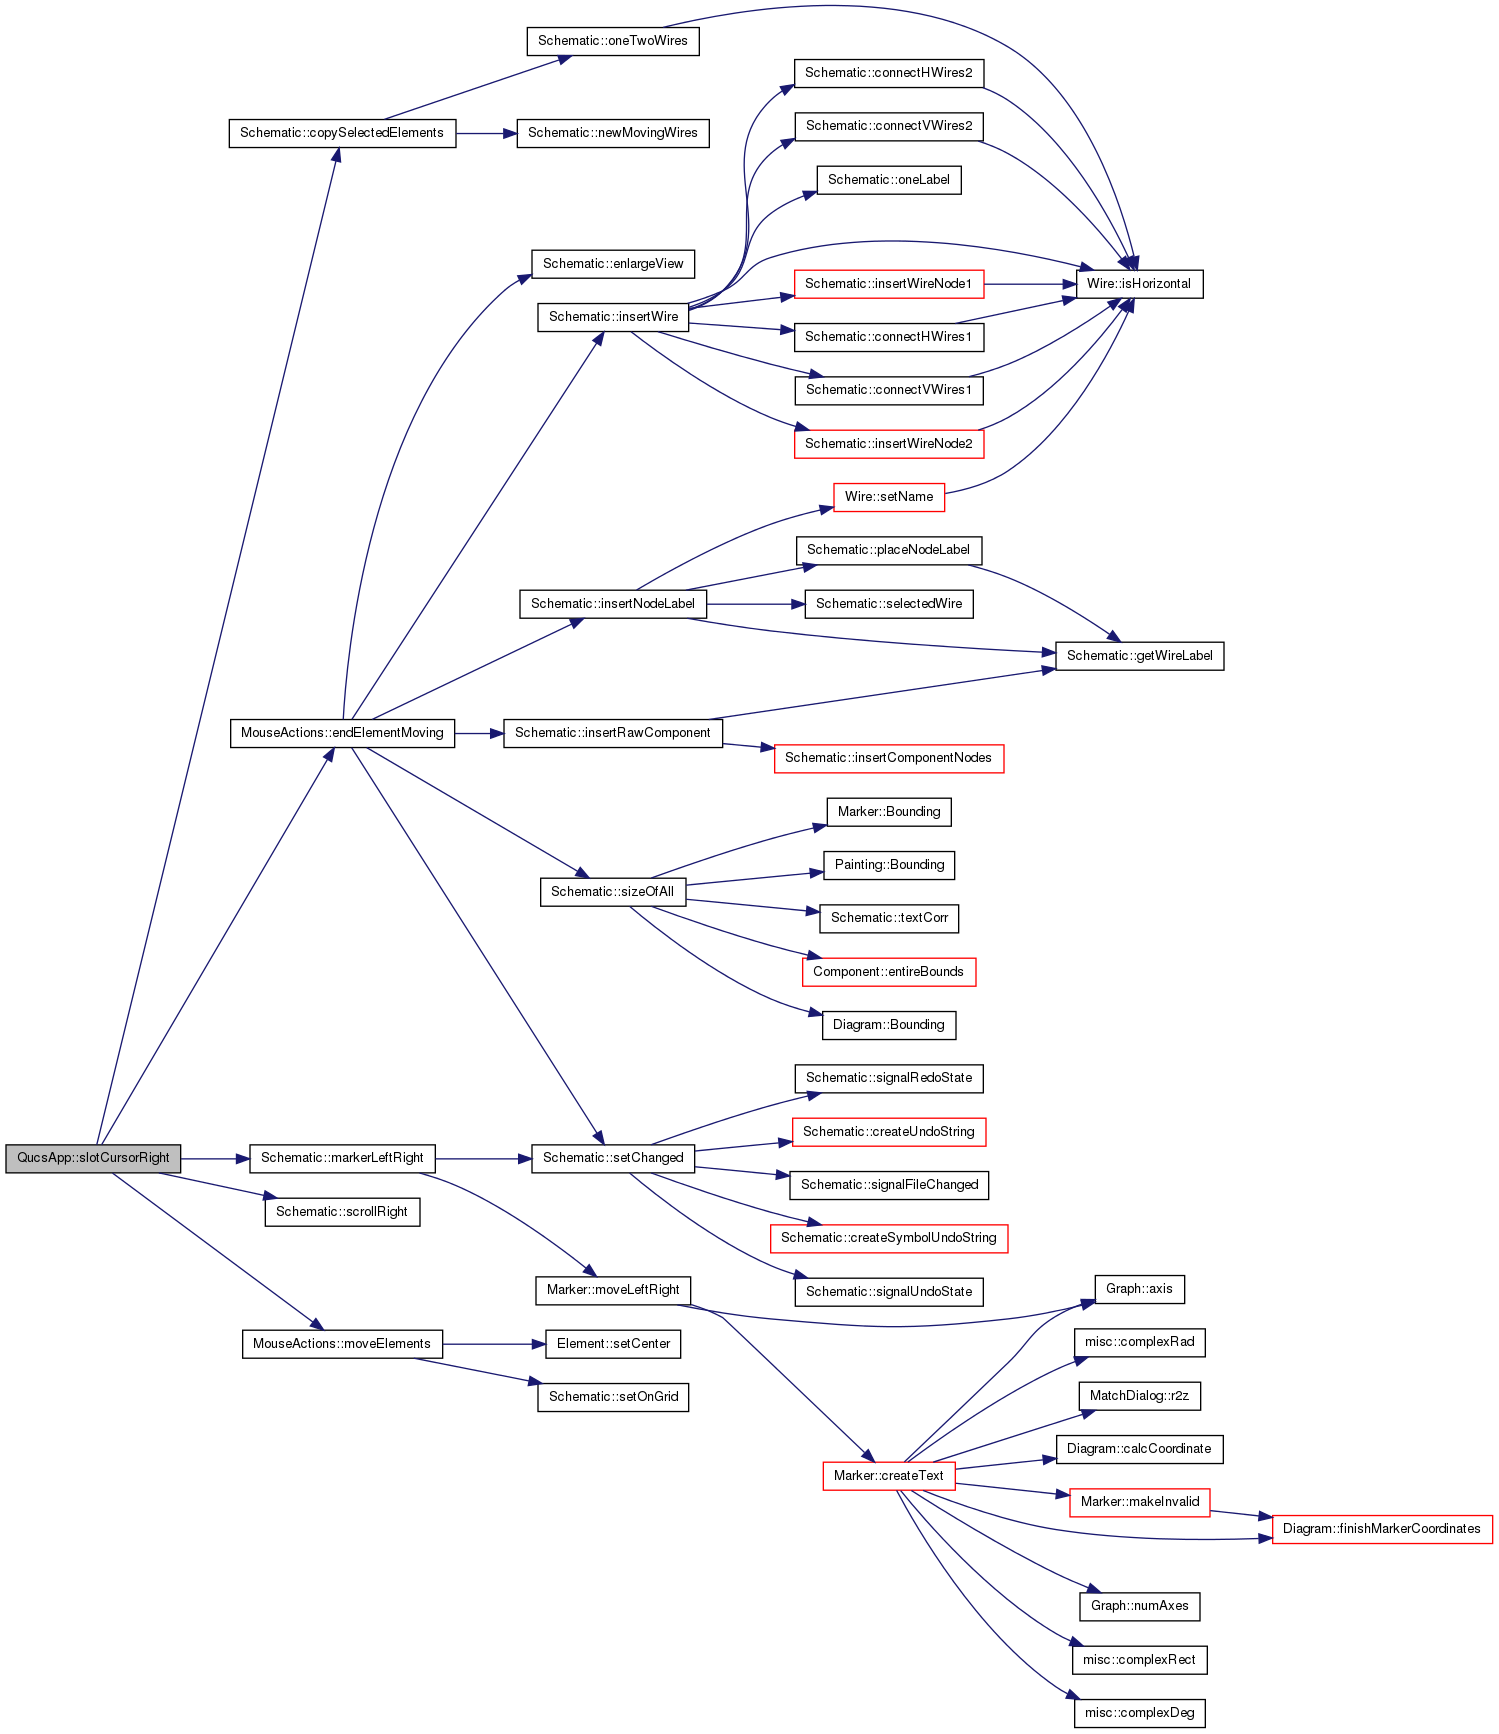 Schematic::oneTwoWires
Schematic::connectHWires2
Schematic::copySelectedElements
Schematic::newMovingWires
Schematic::connectVWires2
Schematic::oneLabel
Schematic::enlargeView
Schematic::insertWire
Schematic::insertWireNode1
Wire::isHorizontal
Schematic::connectHWires1
Schematic::connectVWires1
Schematic::insertWireNode2
Wire::setName
Schematic::placeNodeLabel
Schematic::insertNodeLabel
Schematic::selectedWire
Schematic::getWireLabel
MouseActions::endElementMoving
Schematic::insertRawComponent
Schematic::insertComponentNodes
Marker::Bounding
Painting::Bounding
Schematic::sizeOfAll
Schematic::textCorr
Component::entireBounds
Diagram::Bounding
Schematic::signalRedoState
Schematic::createUndoString
QucsApp::slotCursorRight
Schematic::markerLeftRight
Schematic::setChanged
Schematic::signalFileChanged
Schematic::scrollRight
Schematic::createSymbolUndoString
Marker::moveLeftRight
Schematic::signalUndoState
Graph::axis
MouseActions::moveElements
Element::setCenter
misc::complexRad
Schematic::setOnGrid
MatchDialog::r2z
Diagram::calcCoordinate
Marker::createText
Marker::makeInvalid
Diagram::finishMarkerCoordinates
Graph::numAxes
misc::complexRect
misc::complexDeg